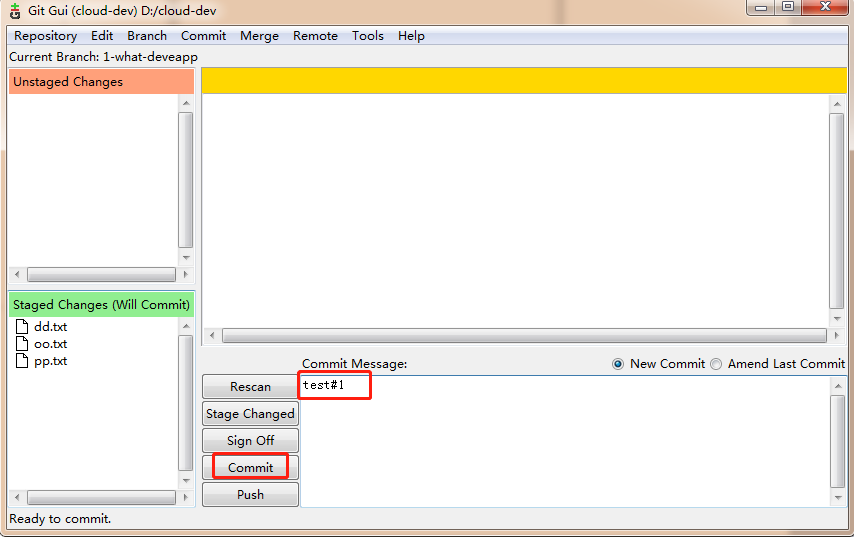 Git Gui (cloud-dev) D:/cloud-dev
Repository Edit Branch Commit Merge Remote Tools Help
Current Branch: 1-what-deveapp
Unstaged Changes
Staged Changes (Will Commit)
dd.txt
oo.txt
pp.txt
Commit Message:
New Commit
Amend Last Commit
Rescan
test#1
Stage Changed
Sign Off
Commit
Push
Ready to commit.